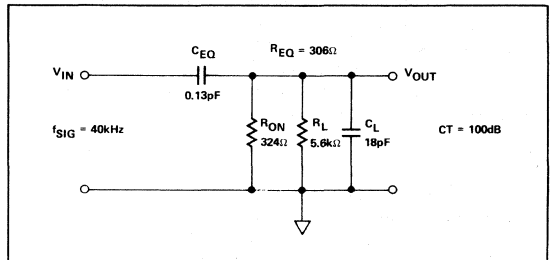 C_EQ
R_EQ = 306Ω
V_IN
V_OUT
0.13pF
f_SIG = 40kHz
R_ON
324Ω
R_L
5.6kΩ
C_L
18pF
CT = 100dB